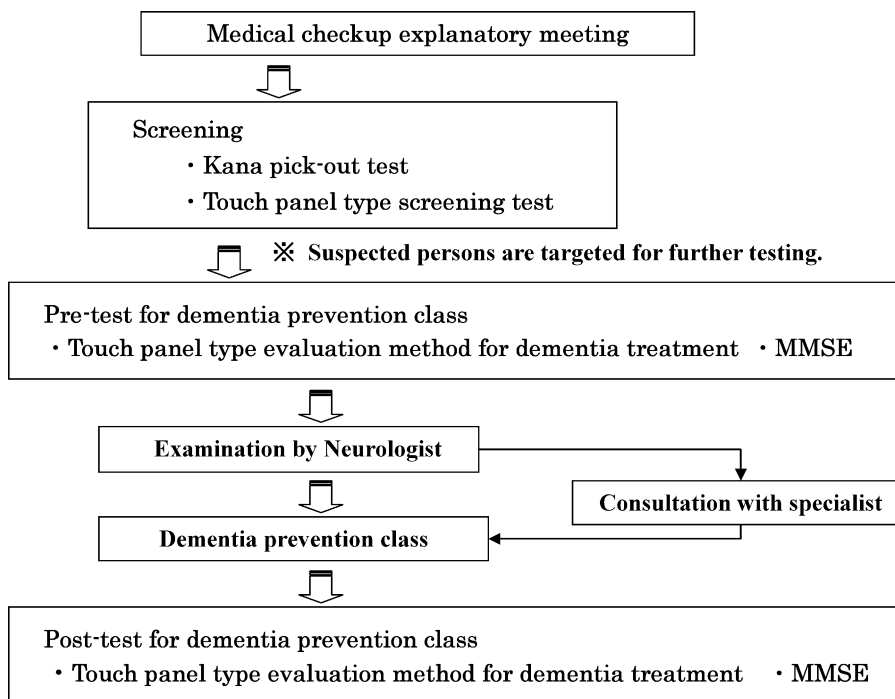 Medical checkup explanatory meeting
Screening
・Kana pick-out test
・Touch panel type screening test
※ Suspected persons are targeted for further testing.
Pre-test for dementia prevention class
・Touch panel type evaluation method for dementia treatment ・MMSE
Examination by Neurologist
Consultation with specialist
Dementia prevention class
Post-test for dementia prevention class
・Touch panel type evaluation method for dementia treatment ・MMSE